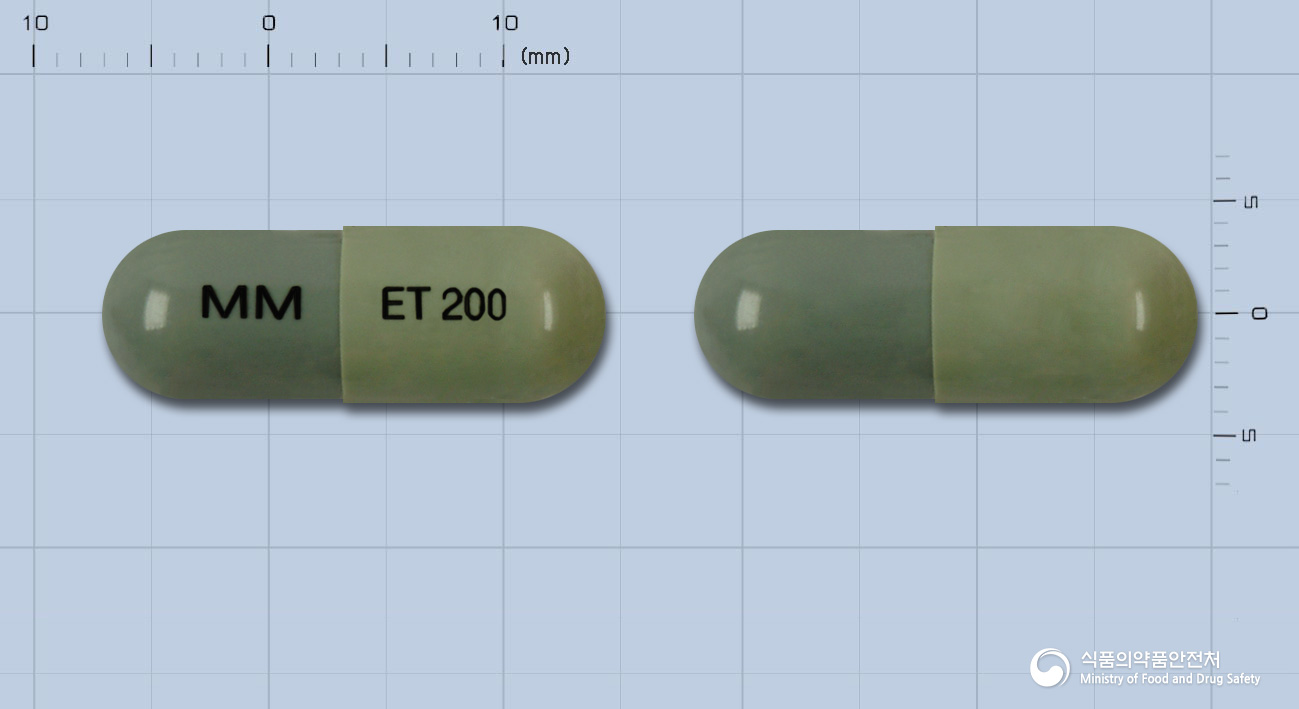 10 0 10
(mm)
MM ET 200
5
0
5
식품의약품안전처
Ministry of Food and Drug Safety